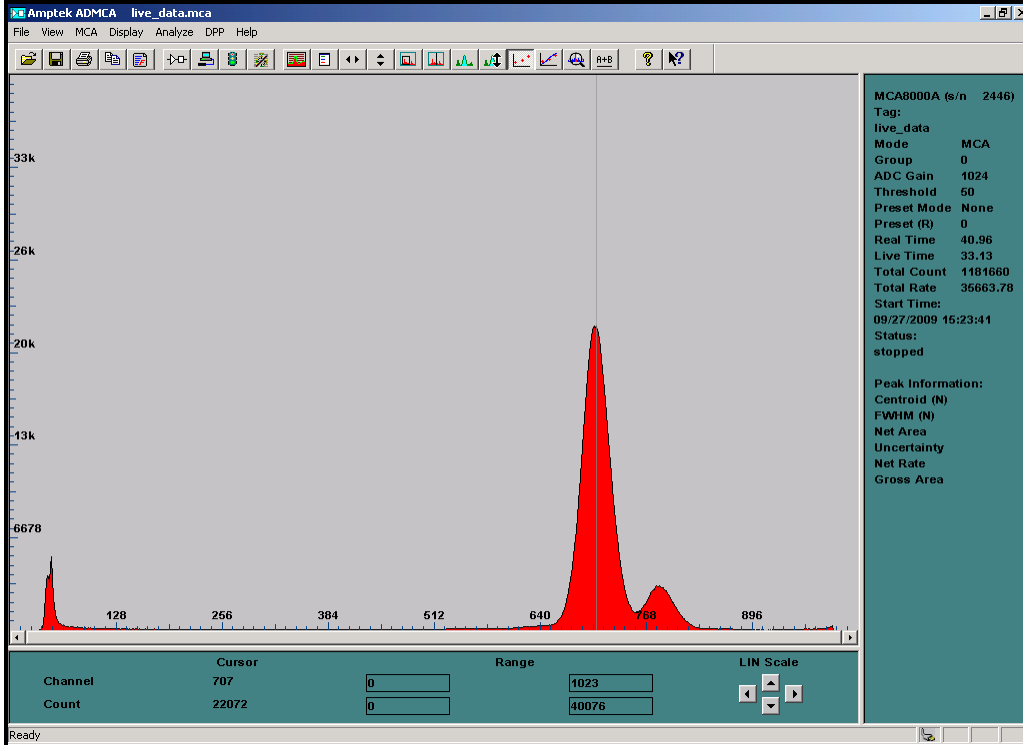 Amptek ADMCA    live_data.mca
File View MCA Display Analyze DPP Help
A+B
33k
26k
20k
13k
6678
128 256 384 512 640 768 896
MCA8000A (s/n 2446)
Tag:
live_data
Mode MCA
Group 0
ADC Gain 1024
Threshold 50
Preset Mode None
Preset (R) 0
Real Time 40.96
Live Time 33.13
Total Count 1181660
Total Rate 35663.78
Start Time:
09/27/2009 15:23:41
Status:
stopped
Peak Information:
Centroid (N)
FWHM (N)
Net Area
Uncertainty
Net Rate
Gross Area
Cursor Range LIN Scale
Channel 707 0 1023
Count 22072 0 40076
Ready